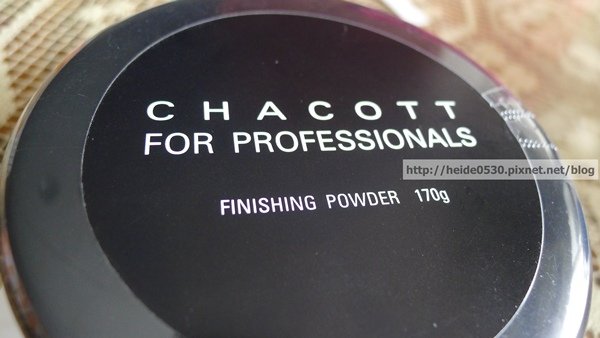 CHACOTT
FOR PROFESSIONALS
http://heide0530.pixnet.net/blog
FINISHING POWDER 170g